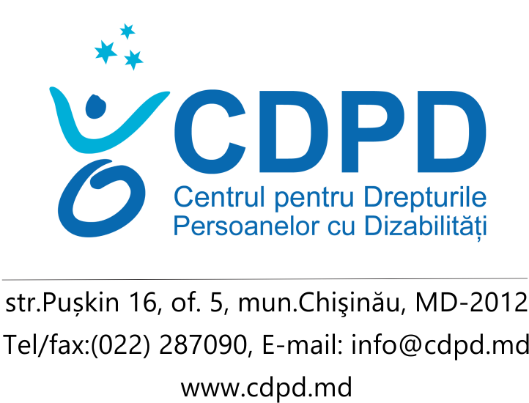 CDPD
Centrul pentru Drepturile
Persoanelor cu Dizabilități
str.Pușkin 16, of. 5, mun.Chişinău, MD-2012
Tel/fax:(022) 287090, E-mail: info@cdpd.md
www.cdpd.md